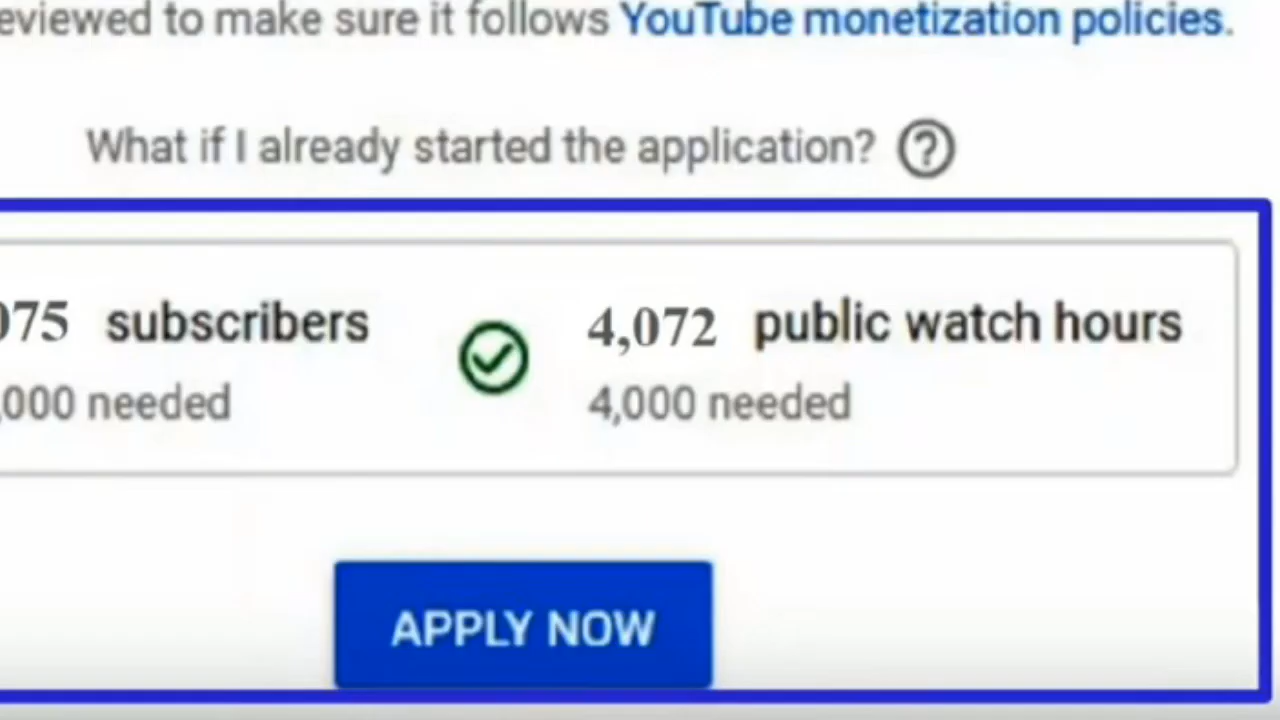 eviewed to make sure it follows YouTube monetization policies.
What if I already started the application? ?
075 subscribers 4,072 public watch hours
,000 needed 4,000 needed
APPLY NOW